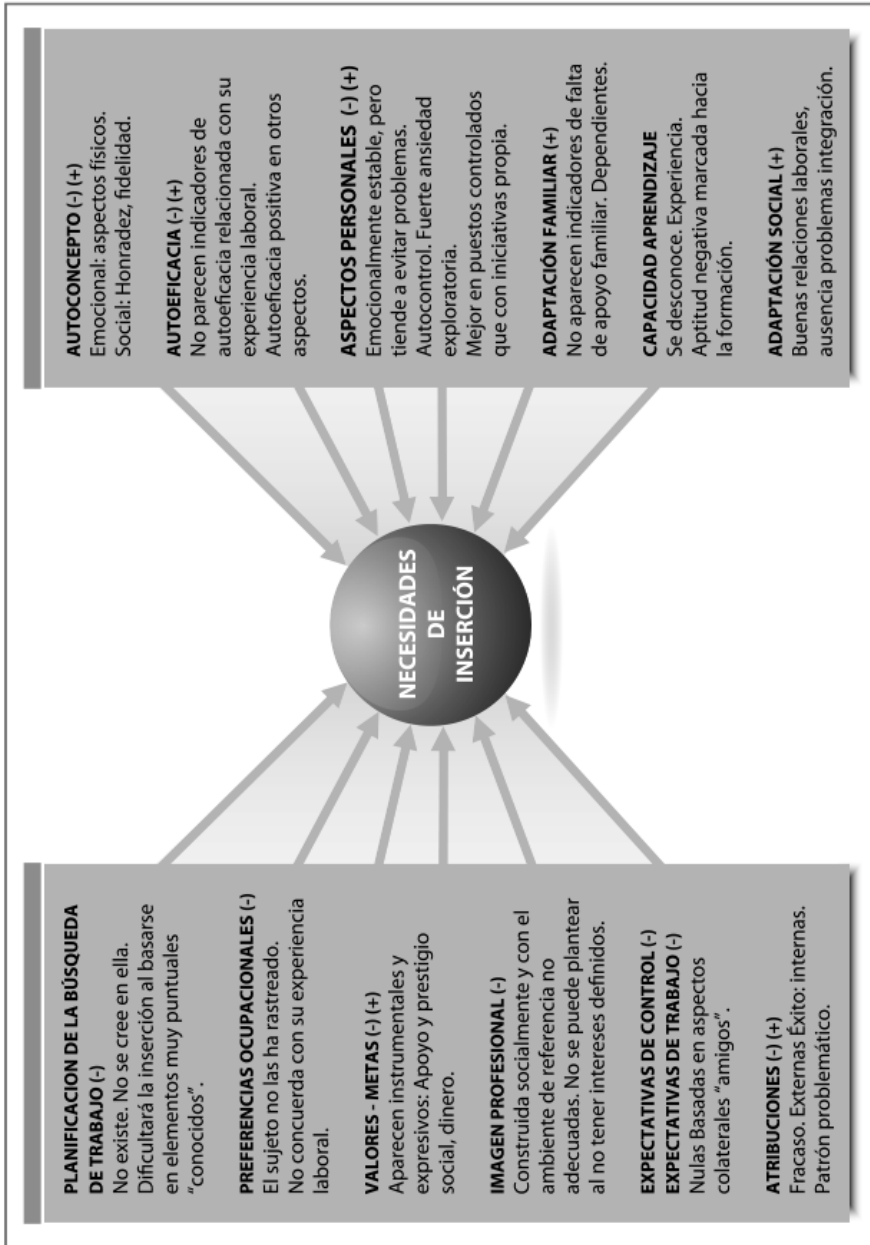 PLANIFICACION DE LA BÚSQUEDA
DE TRABAJO (-)
No existe. No se cree en ella.
Dificultará la inserción al basarse
en elementos muy puntuales
“conocidos”.
PREFERENCIAS OCUPACIONALES (-)
El sujeto no las ha rastreado.
No concuerda con su experiencia
laboral.
VALORES - METAS (-) (+)
Aparecen instrumentales y
expresivos: Apoyo y prestigio
social, dinero.
IMAGEN PROFESIONAL (-)
Construida socialmente y con el
ambiente de referencia no
adecuadas. No se puede plantear
al no tener intereses definidos.
EXPECTATIVAS DE CONTROL (-)
EXPECTATIVAS DE TRABAJO (-)
Nulas Basadas en aspectos
colaterales “amigos”.
ATRIBUCIONES (-) (+)
Fracaso. Externas Éxito: internas.
Patrón problemático.
NECESIDADES
DE
INSERCIÓN
AUTOCONCEPTO (-) (+)
Emocional: aspectos físicos.
Social: Honradez, fidelidad.
AUTOEFICACIA (-) (+)
No parecen indicadores de
autoeficacia relacionada con su
experiencia laboral.
Autoeficacia positiva en otros
aspectos.
ASPECTOS PERSONALES (-) (+)
Emocionalmente estable, pero
tiende a evitar problemas.
Autocontrol. Fuerte ansiedad
exploratoria.
Mejor en puestos controlados
que con iniciativas propia.
ADAPTACIÓN FAMILIAR (+)
No aparecen indicadores de falta
de apoyo familiar. Dependientes.
CAPACIDAD APRENDIZAJE
Se desconoce. Experiencia.
Aptitud negativa marcada hacia
la formación.
ADAPTACIÓN SOCIAL (+)
Buenas relaciones laborales,
ausencia problemas integración.